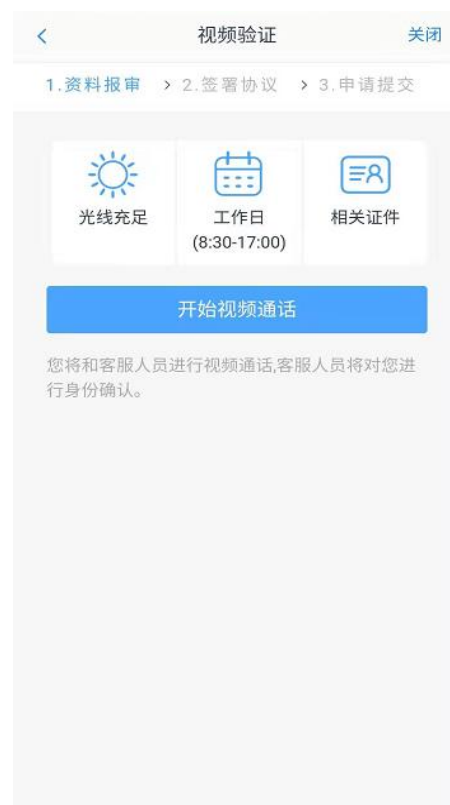 视频验证 关闭
1.资料报审 > 2.签署协议 > 3.申请提交
光线充足 工作日 相关证件
(8:30-17:00)
开始视频通话
您将和客服人员进行视频通话,客服人员将对您进
行身份确认。